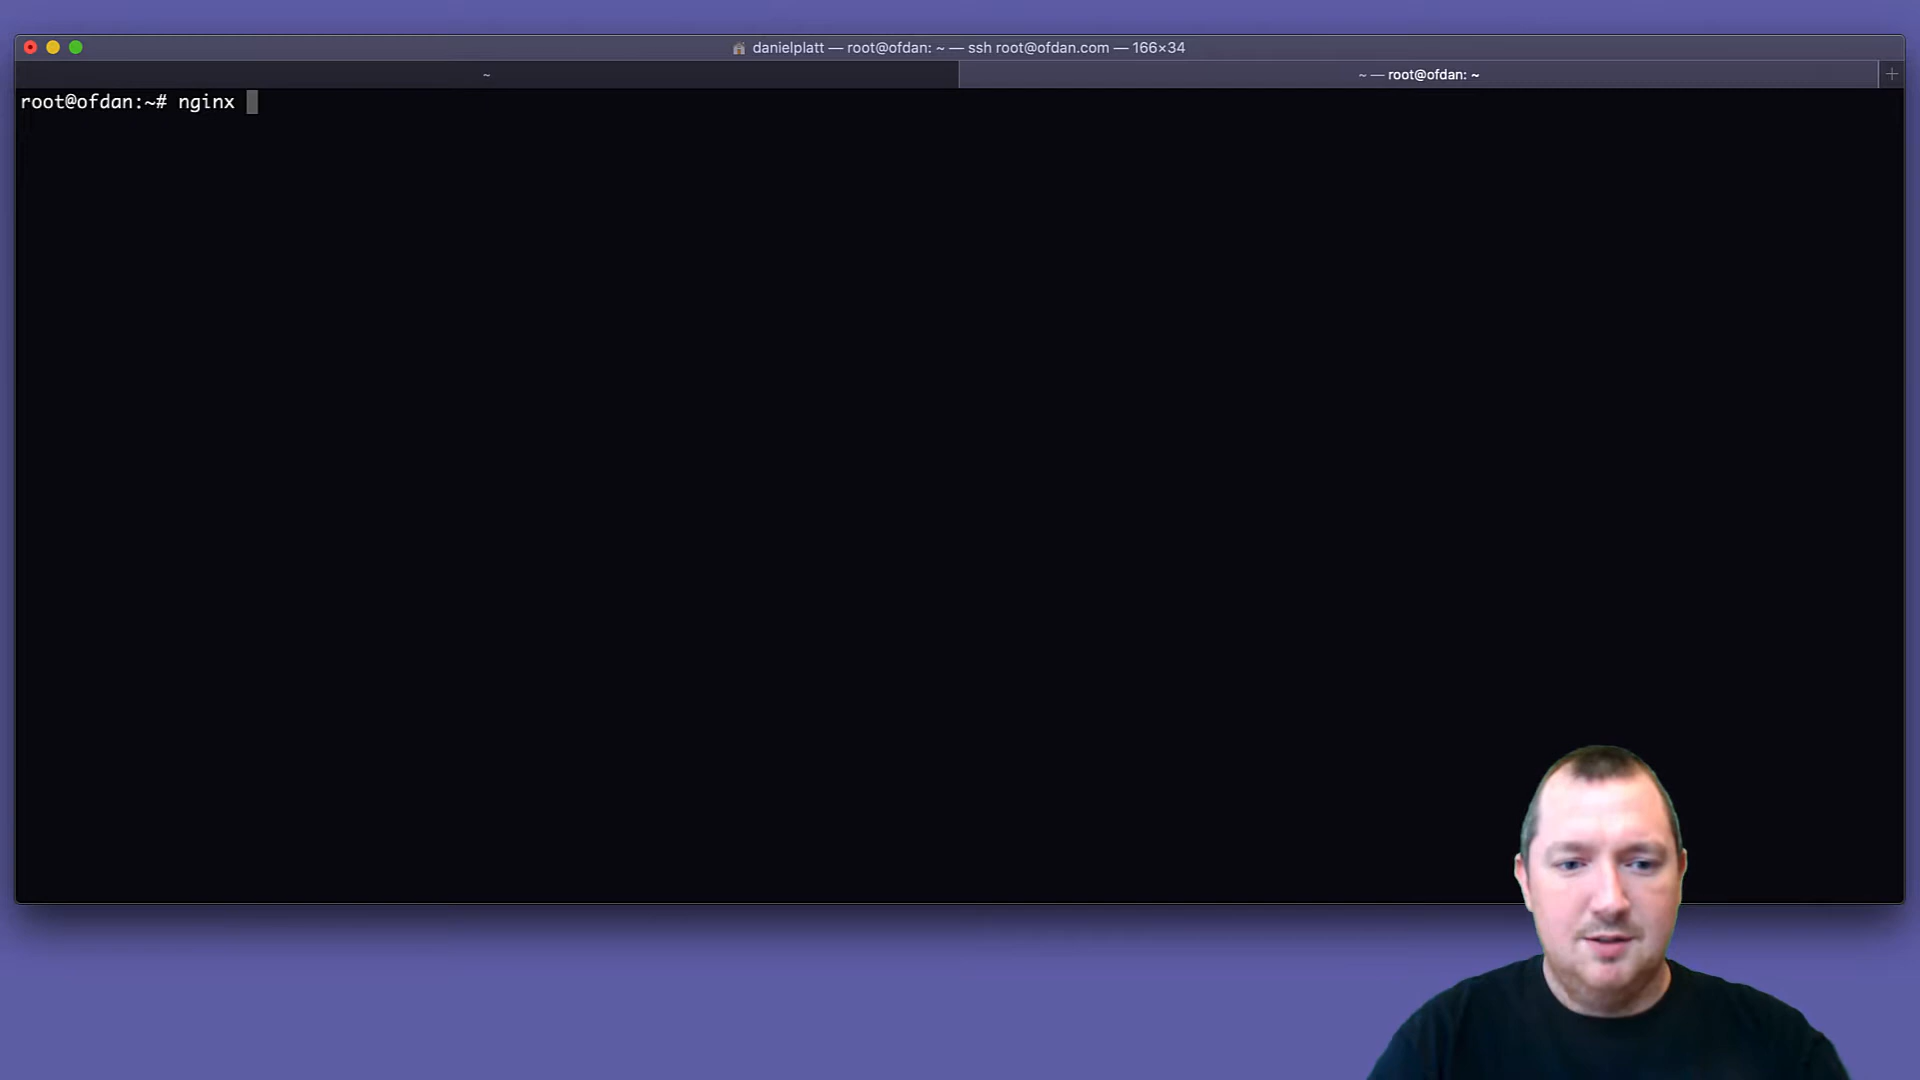 danielplatt — root@ofdan: ~ — ssh root@ofdan.com — 166×34
~
~ — root@ofdan: ~
root@ofdan:~# nginx